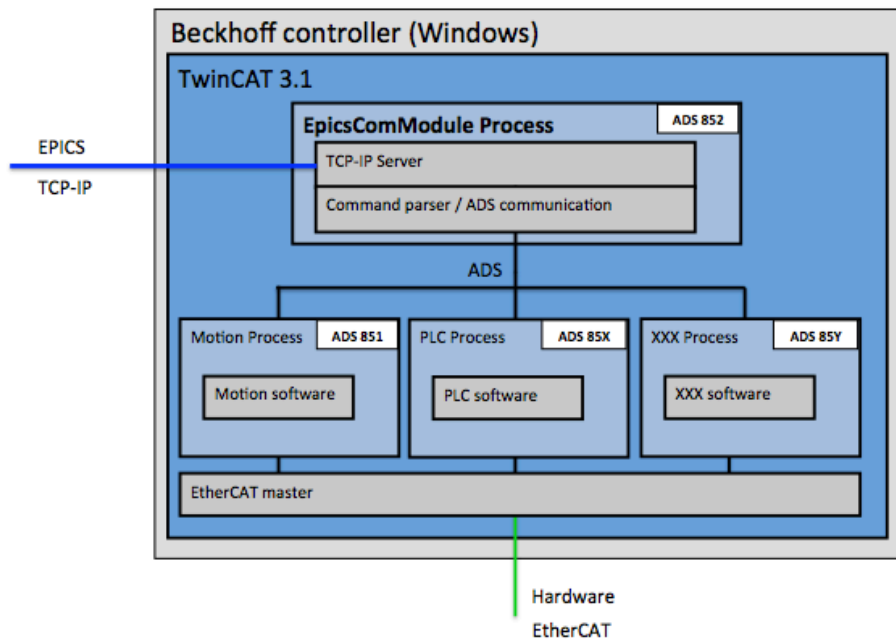 Beckhoff controller (Windows)
TwinCAT 3.1
EpicsComModule Process
ADS 852
EPICS
TCP-IP
TCP-IP Server
Command parser / ADS communication
ADS
Motion Process
ADS 851
PLC Process
ADS 85X
XXX Process
ADS 85Y
Motion software
PLC software
XXX software
EtherCAT master
Hardware
EtherCAT